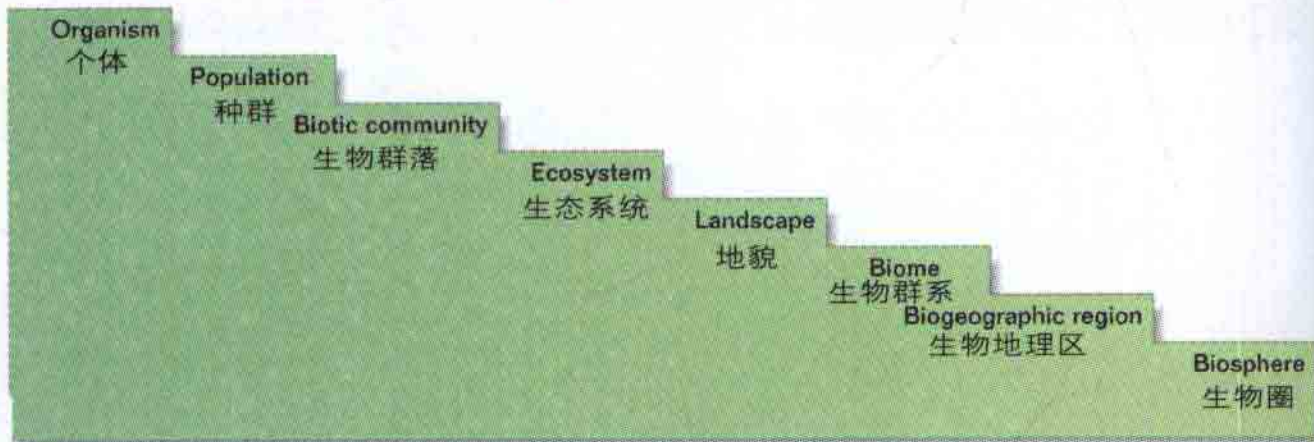 Organism
个体
Population
种群
Biotic community
生物群落
Ecosystem
生态系统
Landscape
地貌
Biome
生物群系
Biogeographic region
生物地理区
Biosphere
生物圈